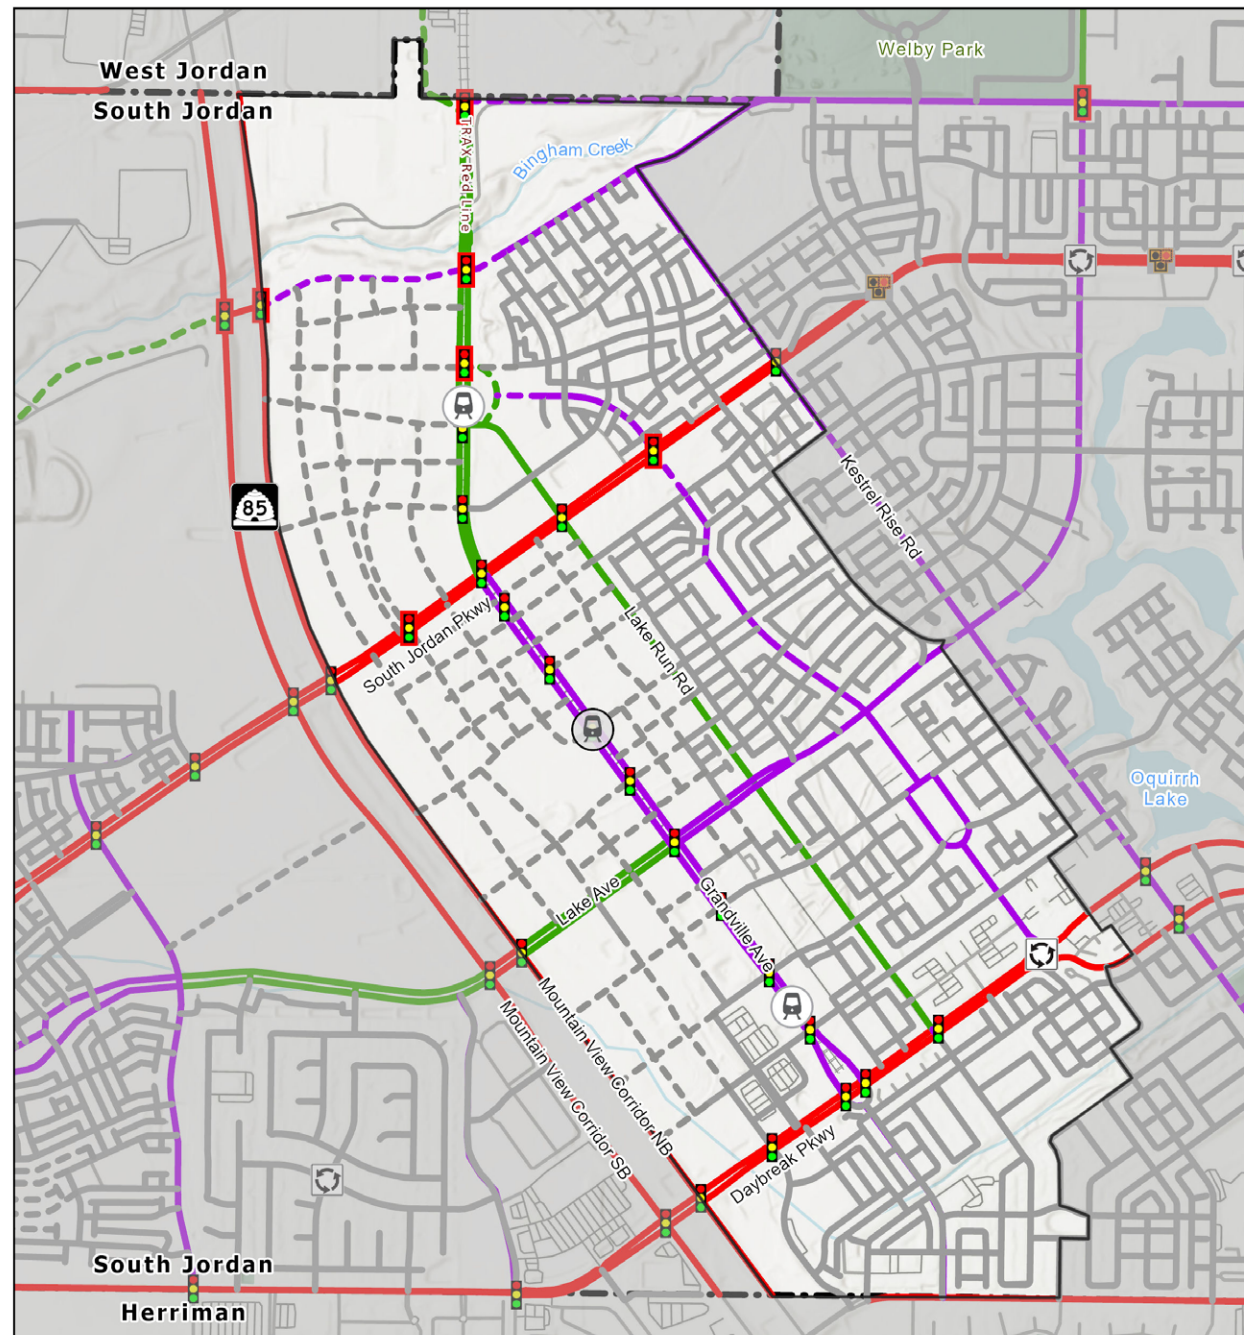 Welby Park
West Jordan
South Jordan
TRAX Red Line
Bingham Creek
Kestrel Rise Rd
85
South Jordan Pkwy
Lake Run Rd
Oquirrh
Lake
Lake Ave
Grandville Ave
Mountain View Corridor NB
Mountain View Corridor SB
Daybreak Pkwy
South Jordan
Herriman